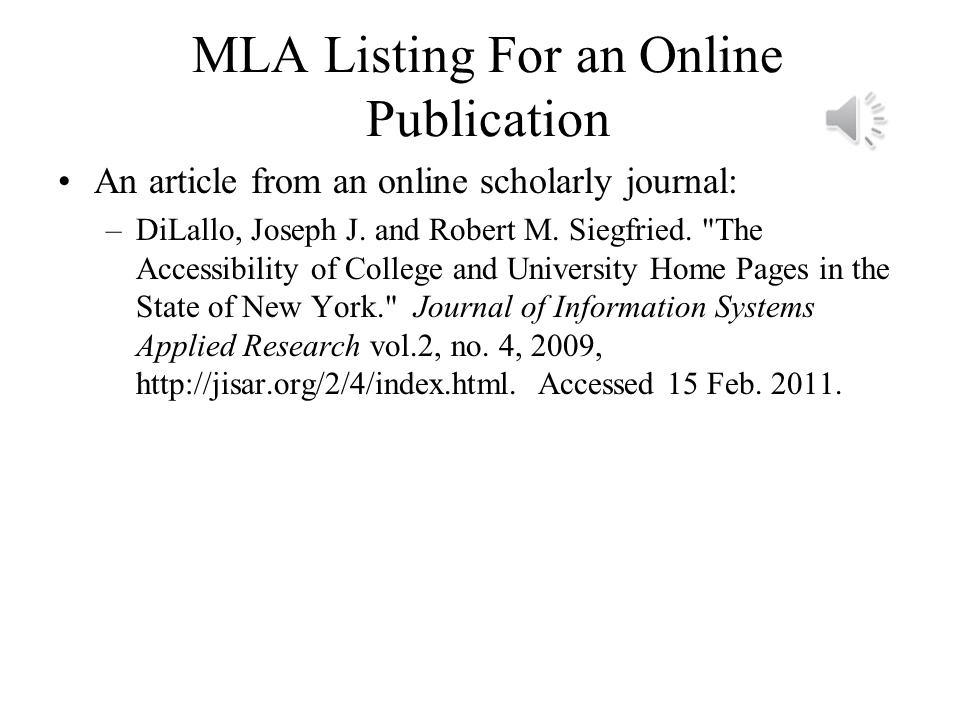 MLA Listing For an Online
Publication
• An article from an online scholarly journal:
– DiLallo, Joseph J. and Robert M. Siegfried. "The
Accessibility of College and University Home Pages in the
State of New York."  Journal of Information Systems
Applied Research vol.2, no. 4, 2009,
http://jisar.org/2/4/index.html.  Accessed 15 Feb. 2011.